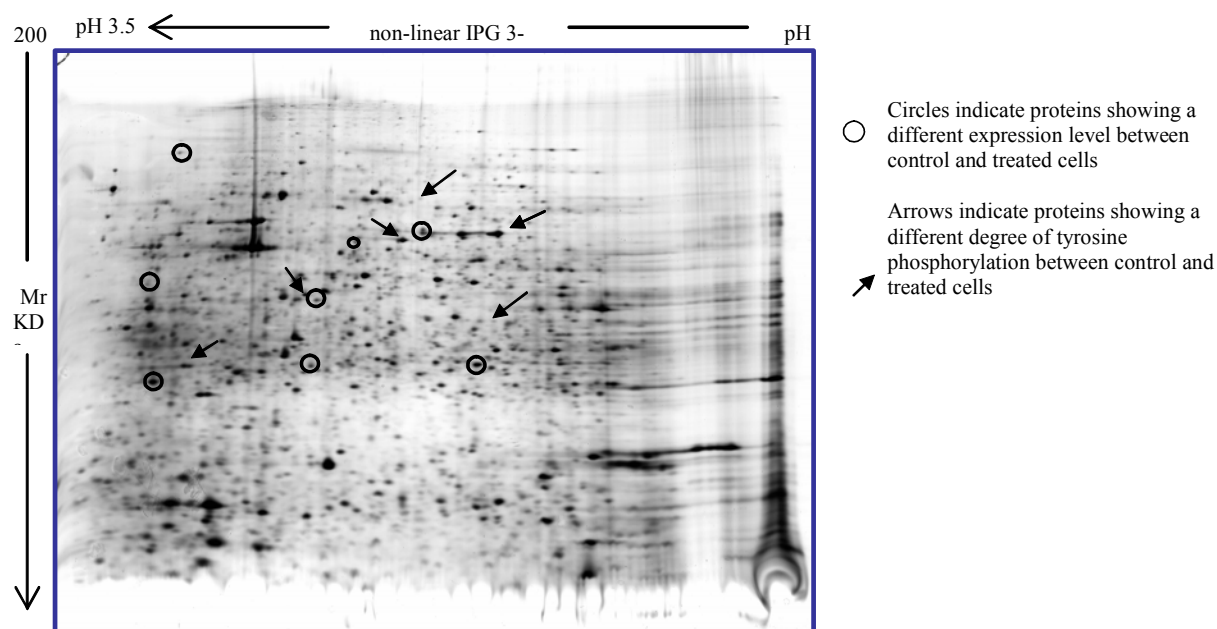 pH 3.5
non-linear IPG 3-
pH
200
Mr
KD
Circles indicate proteins showing a
different expression level between
control and treated cells
Arrows indicate proteins showing a
different degree of tyrosine
phosphorylation between control and
treated cells